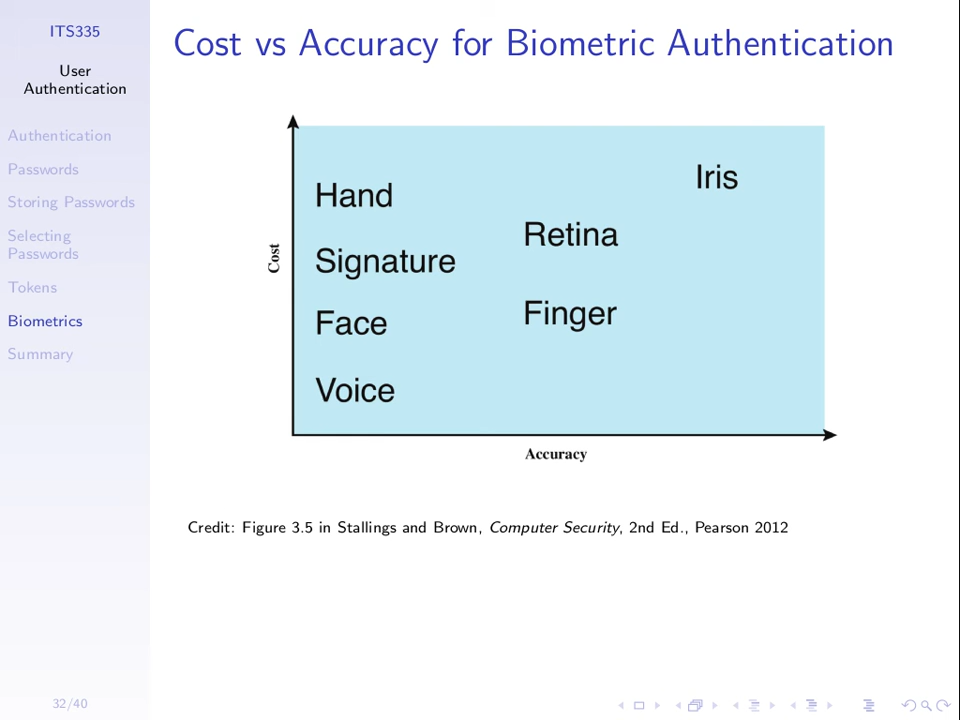 ITS335
User
Authentication
Authentication
Passwords
Storing Passwords
Selecting
Passwords
Tokens
Biometrics
Summary
32/40
Cost vs Accuracy for Biometric Authentication
Cost
Iris
Hand
Retina
Signature
Finger
Face
Voice
Accuracy
Credit: Figure 3.5 in Stallings and Brown, Computer Security, 2nd Ed., Pearson 2012